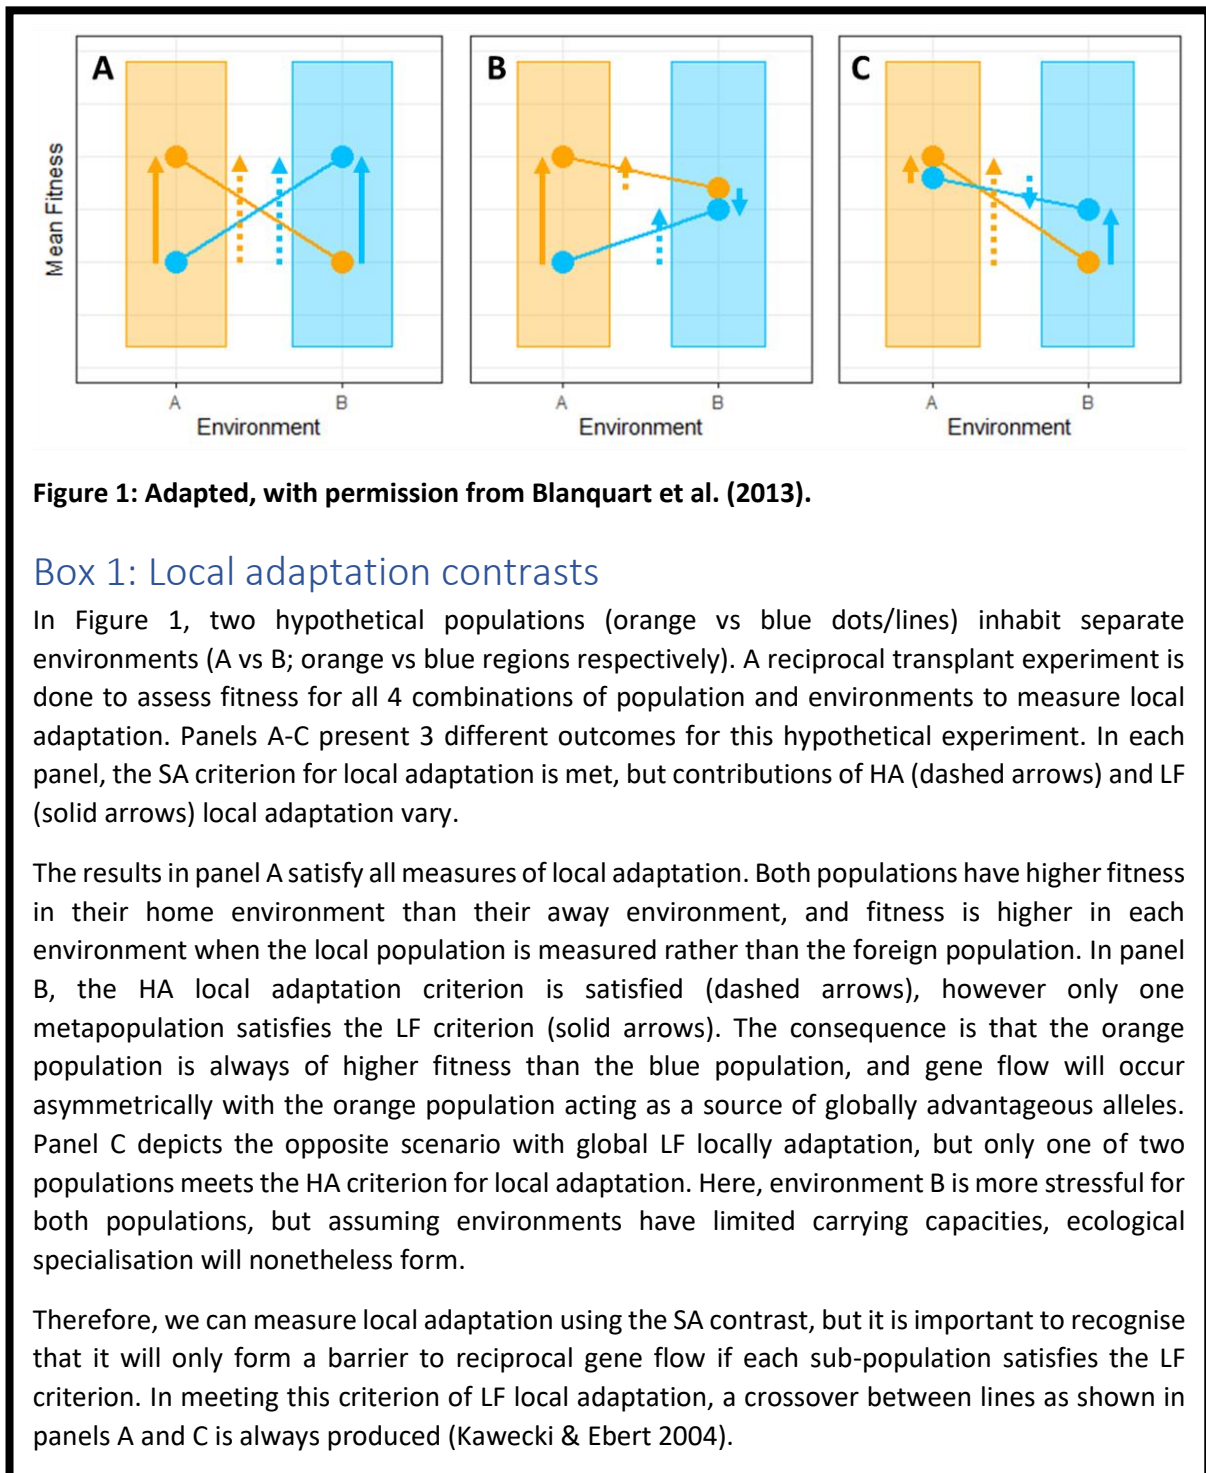 A
B
C
Mean Fitness
A B
A B
A B
Environment
Environment
Environment
Figure 1: Adapted, with permission from Blanquart et al. (2013).
Box 1: Local adaptation contrasts
In Figure 1, two hypothetical populations (orange vs blue dots/lines) inhabit separate
environments (A vs B; orange vs blue regions respectively). A reciprocal transplant experiment is
done to assess fitness for all 4 combinations of population and environments to measure local
adaptation. Panels A-C present 3 different outcomes for this hypothetical experiment. In each
panel, the SA criterion for local adaptation is met, but contributions of HA (dashed arrows) and LF
(solid arrows) local adaptation vary.
The results in panel A satisfy all measures of local adaptation. Both populations have higher fitness
in their home environment than their away environment, and fitness is higher in each
environment when the local population is measured rather than the foreign population. In panel
B, the HA local adaptation criterion is satisfied (dashed arrows), however only one
metapopulation satisfies the LF criterion (solid arrows). The consequence is that the orange
population is always of higher fitness than the blue population, and gene flow will occur
asymmetrically with the orange population acting as a source of globally advantageous alleles.
Panel C depicts the opposite scenario with global LF locally adaptation, but only one of two
populations meets the HA criterion for local adaptation. Here, environment B is more stressful for
both populations, but assuming environments have limited carrying capacities, ecological
specialisation will nonetheless form.
Therefore, we can measure local adaptation using the SA contrast, but it is important to recognise
that it will only form a barrier to reciprocal gene flow if each sub-population satisfies the LF
criterion. In meeting this criterion of LF local adaptation, a crossover between lines as shown in
panels A and C is always produced (Kawecki & Ebert 2004).